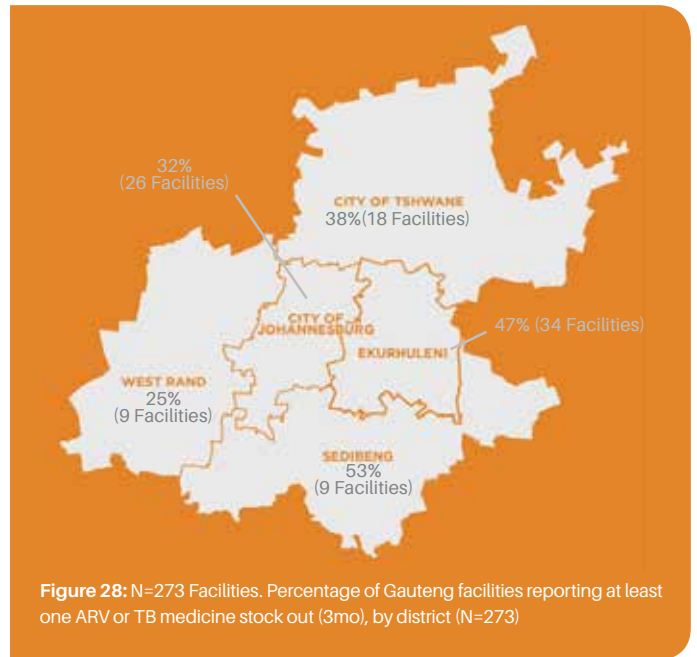 32%
(26 Facilities)
CITY OF TSHWANE
38%(18 Facilities)
CITY OF
JOHANNESBURG
47% (34 Facilities)
EKURHULENI
WEST RAND
25%
(9 Facilities)
SEDIBENG
53%
(9 Facilities)
Figure 28: N=273 Facilities. Percentage of Gauteng facilities reporting at least
one ARV or TB medicine stock out (3mo), by district (N=273)